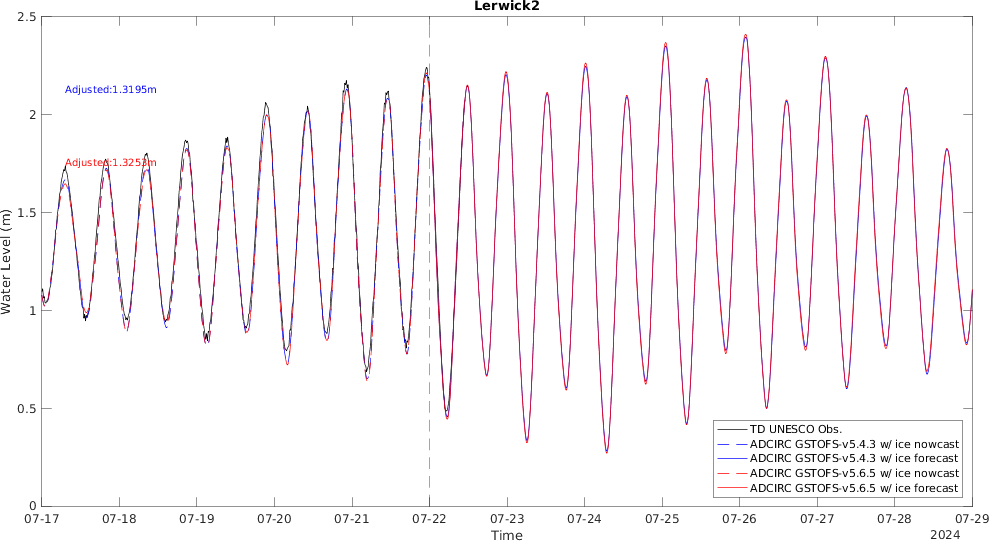 Lerwick2
2.5
2
1.5
1
0.5
0
Water Level (m)
Adjusted:1.3195m
Adjusted:1.3253m
TD UNESCO Obs.
ADCIRC GSTOFS-v5.4.3 w/ ice nowcast
ADCIRC GSTOFS-v5.4.3 w/ ice forecast
ADCIRC GSTOFS-v5.6.5 w/ ice nowcast
ADCIRC GSTOFS-v5.6.5 w/ ice forecast
07-17 07-18 07-19 07-20 07-21 07-22 07-23 07-24 07-25 07-26 07-27 07-28 07-29
Time
2024